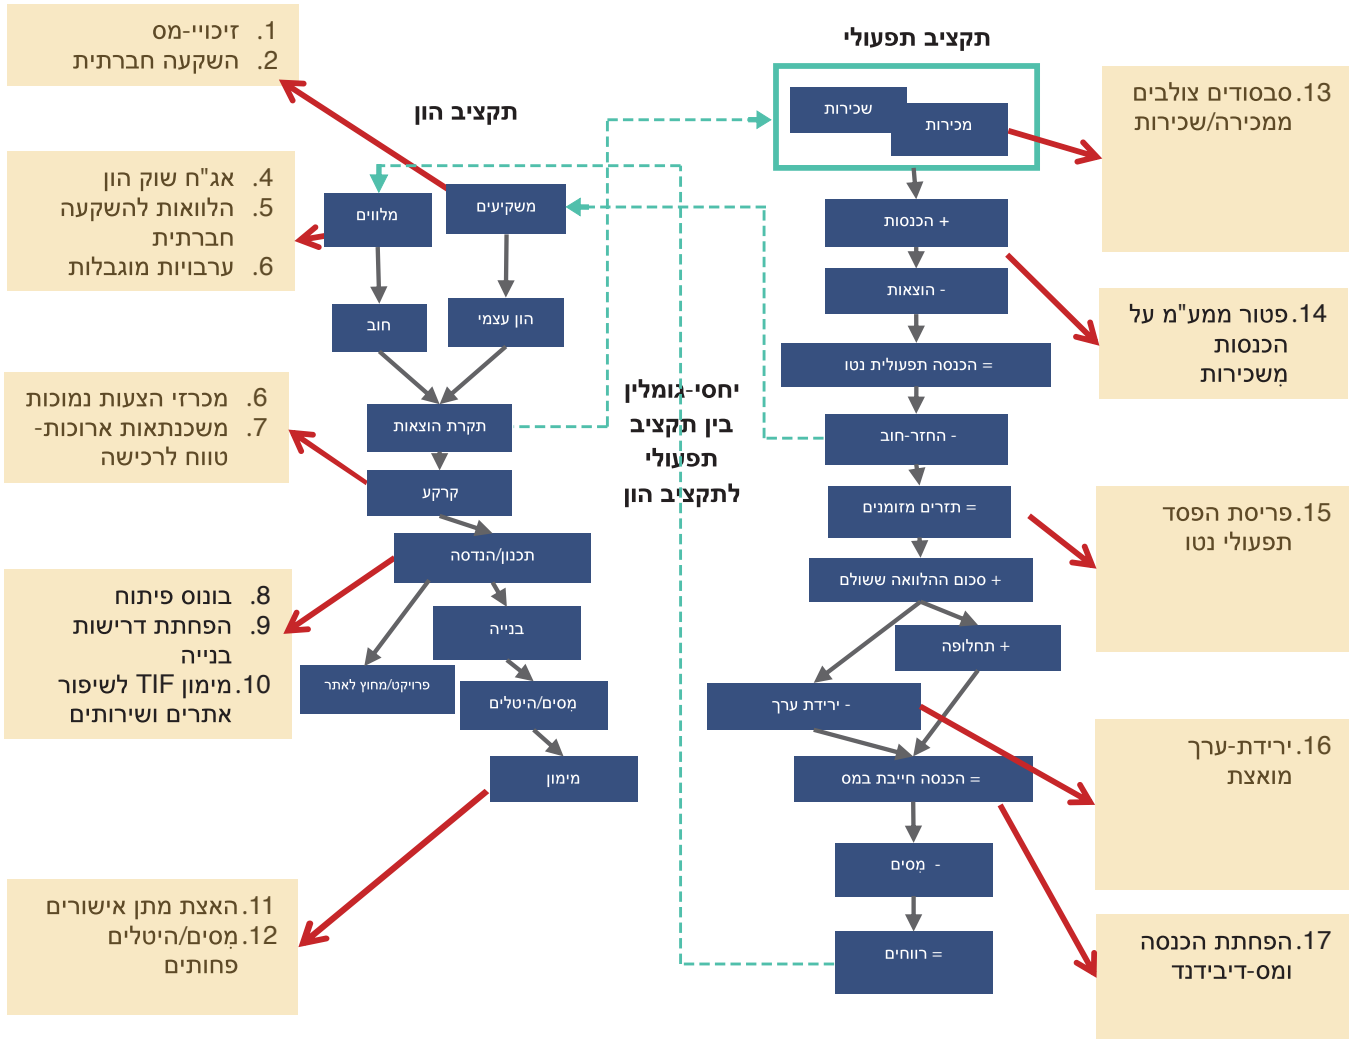 תקציב תפעולי
שכירות
מכירות
+ הכנסות
- הוצאות
= הכנסה תפעולית נטו
- החזר-חוב
= תזרים מזומנים
+ סכום ההלוואה ששולם
+ תחלופה
- ירידת ערך
= הכנסה חייבת במס
- מִסים
= רווחים
13. סבסודים צולבים
ממכירה/שכירות
14. פטור ממע"מ על
הכנסות
מִשכירות
15. פריסת הפסד
תפעולי נטו
16. ירידת-ערך
מואצת
17. הפחתת הכנסה
ומס-דיבידנד
יחסי-גומלין
בין תקציב
תפעולי
לתקציב הון
תקציב הון
משקיעים
מלווים
הון עצמי
חוב
תקרת הוצאות
קרקע
תכנון/הנדסה
בנייה
פרויקט/מחוץ לאתר
מִסים/היטלים
מימון
1. זיכויי-מס
2. השקעה חברתית
4. אג"ח שוק הון
5. הלוואות להשקעה
חברתית
6. ערבויות מוגבלות
6. מכרזי הצעות נמוכות
7. משכנתאות ארוכות-
טווח לרכישה
8. בונוס פיתוח
9. הפחתת דרישות
בנייה
10. מימון TIF לשיפור
אתרים ושירותים
11. האצת מתן אישורים
12. מִסים/היטלים
פחותים